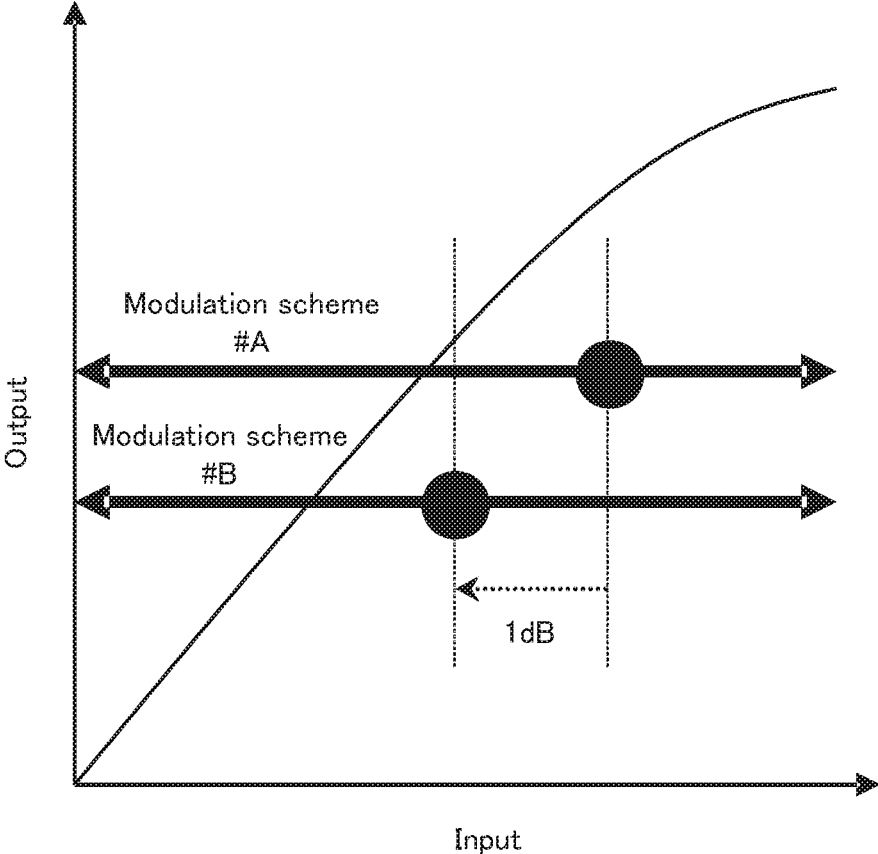 Modulation scheme
#A
Modulation scheme
#B
Output
1dB
Input